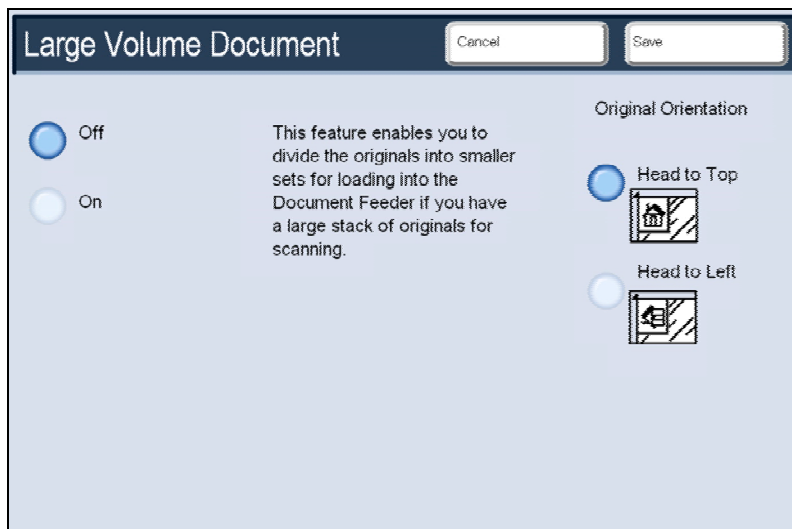 Large Volume Document
Cancel
Save
Off
On
This feature enables you to
divide the originals into smaller
sets for loading into the
Document Feeder if you have
a large stack of originals for
scanning.
Original Orientation
Head to Top
Head to Left